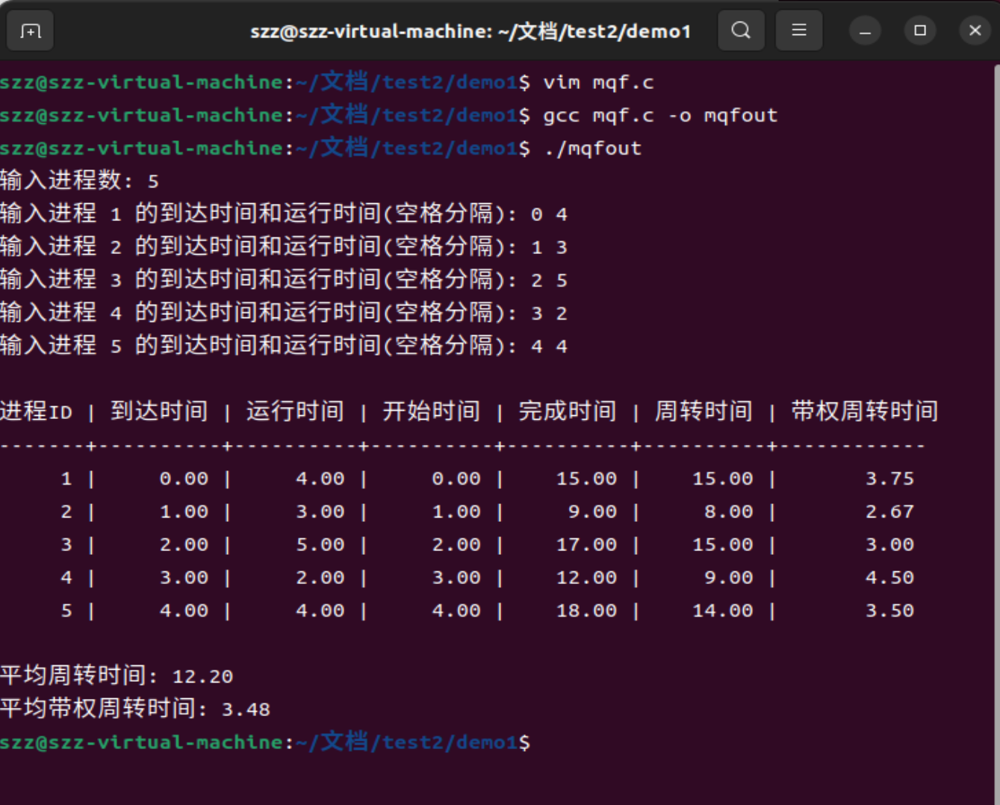 szz@szz-virtual-machine: ~/文档/test2/demo1
szz@szz-virtual-machine:~/文档/test2/demo1$ vim mqf.c
szz@szz-virtual-machine:~/文档/test2/demo1$ gcc mqf.c -o mqfout
szz@szz-virtual-machine:~/文档/test2/demo1$ ./mqfout
输入进程数: 5
输入进程 1 的到达时间和运行时间(空格分隔): 0 4
输入进程 2 的到达时间和运行时间(空格分隔): 1 3
输入进程 3 的到达时间和运行时间(空格分隔): 2 5
输入进程 4 的到达时间和运行时间(空格分隔): 3 2
输入进程 5 的到达时间和运行时间(空格分隔): 4 4
进程ID | 到达时间 | 运行时间 | 开始时间 | 完成时间 | 周转时间 | 带权周转时间
-------+----------+----------+----------+----------+----------+------------
1 | 0.00 | 4.00 | 0.00 | 15.00 | 15.00 | 3.75
2 | 1.00 | 3.00 | 1.00 | 9.00 | 8.00 | 2.67
3 | 2.00 | 5.00 | 2.00 | 17.00 | 15.00 | 3.00
4 | 3.00 | 2.00 | 3.00 | 12.00 | 9.00 | 4.50
5 | 4.00 | 4.00 | 4.00 | 18.00 | 14.00 | 3.50
平均周转时间: 12.20
平均带权周转时间: 3.48
szz@szz-virtual-machine:~/文档/test2/demo1$